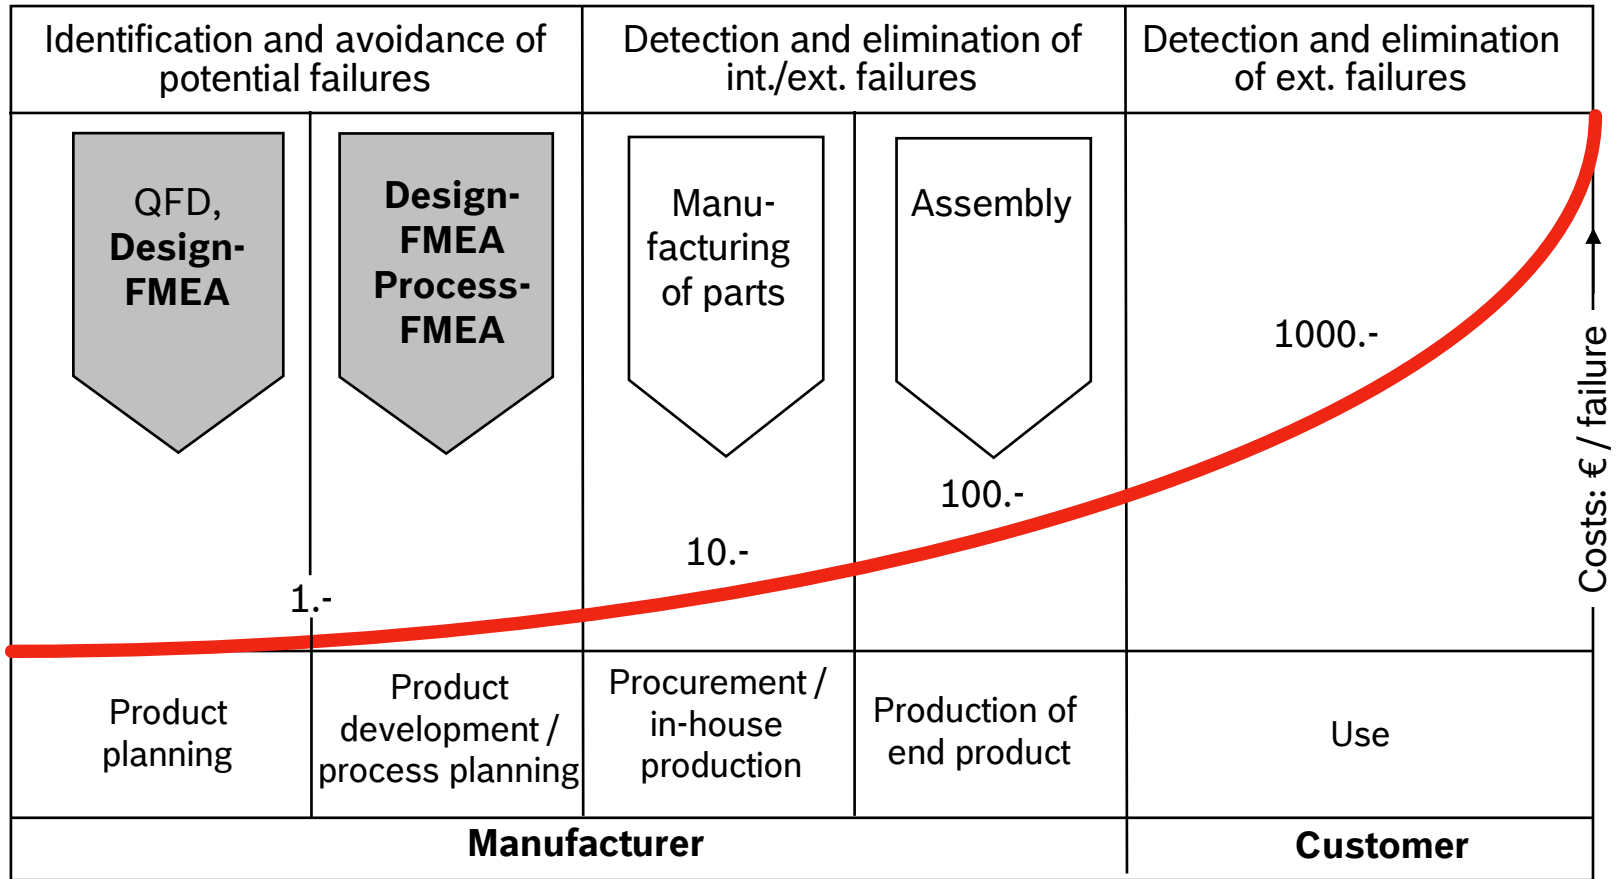 Identification and avoidance of
potential failures
Detection and elimination of
int./ext. failures
Detection and elimination
of ext. failures
QFD,
Design-
FMEA
Design-
FMEA
Process-
FMEA
Manu-
facturing
of parts
Assembly
1.-
10.-
100.-
1000.-
Costs: € / failure
Product
planning
Product
development /
process planning
Procurement /
in-house
production
Production of
end product
Use
Manufacturer
Customer